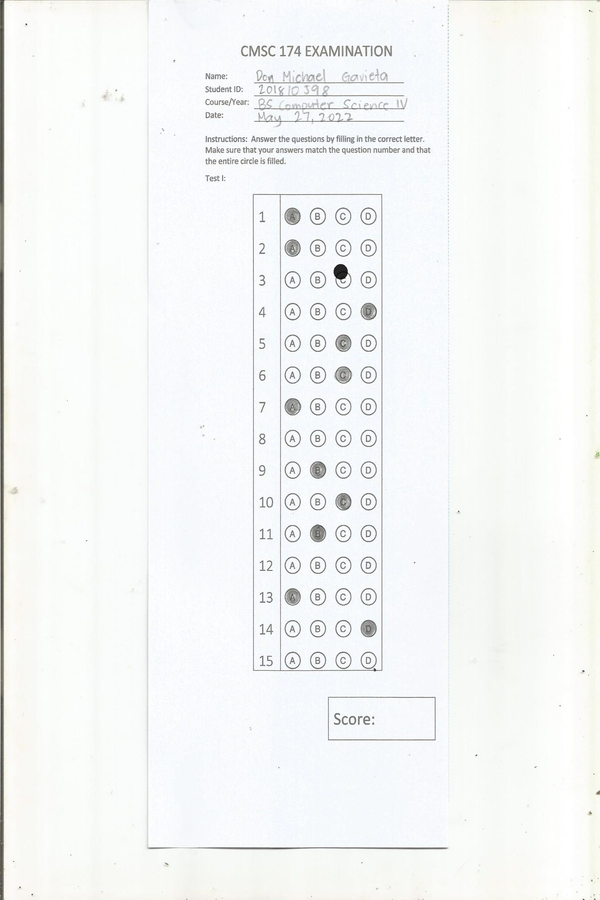 CMSC 174 EXAMINATION
Name: Don Michael Gavieta
Student ID: 201810398
Course/Year: BS Computer Science IV
Date: May 27, 2022
Instructions: Answer the questions by filling in the correct letter.
Make sure that your answers match the question number and that
the entire circle is filled.
Test I:
1 A B C D
2 A B C D
3 A B C D
4 A B C D
5 A B C D
6 A B C D
7 A B C D
8 A B C D
9 A B C D
10 A B C D
11 A B C D
12 A B C D
13 A B C D
14 A B C D
15 A B C D
Score: